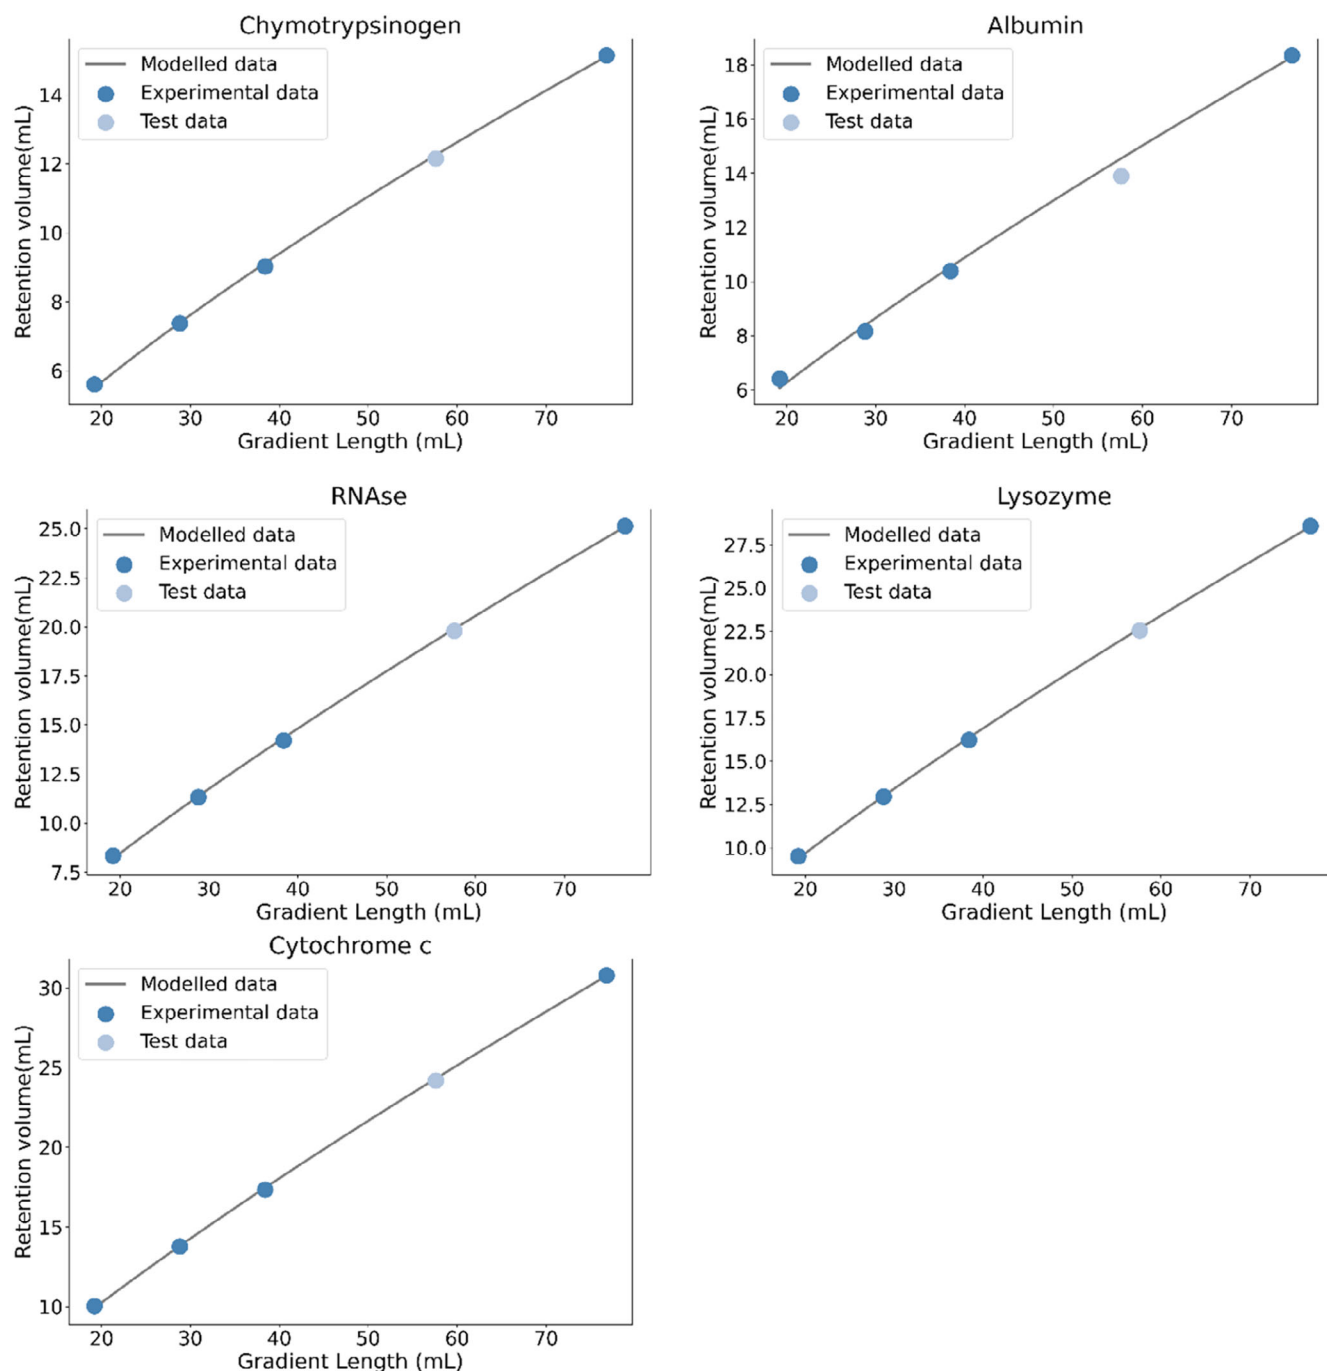 Chymotrypsinogen
Modelled data
Experimental data
Test data
14
12
10
8
6
Retention volume(mL)
20 30 40 50 60 70
Gradient Length (mL)
Albumin
Modelled data
Experimental data
Test data
18
16
14
12
10
8
6
Retention volume(mL)
20 30 40 50 60 70
Gradient Length (mL)
RNAse
Modelled data
Experimental data
Test data
25.0
22.5
20.0
17.5
15.0
12.5
10.0
7.5
Retention volume(mL)
20 30 40 50 60 70
Gradient Length (mL)
Lysozyme
Modelled data
Experimental data
Test data
27.5
25.0
22.5
20.0
17.5
15.0
12.5
10.0
Retention volume(mL)
20 30 40 50 60 70
Gradient Length (mL)
Cytochrome c
Modelled data
Experimental data
Test data
30
25
20
15
10
Retention volume(mL)
20 30 40 50 60 70
Gradient Length (mL)